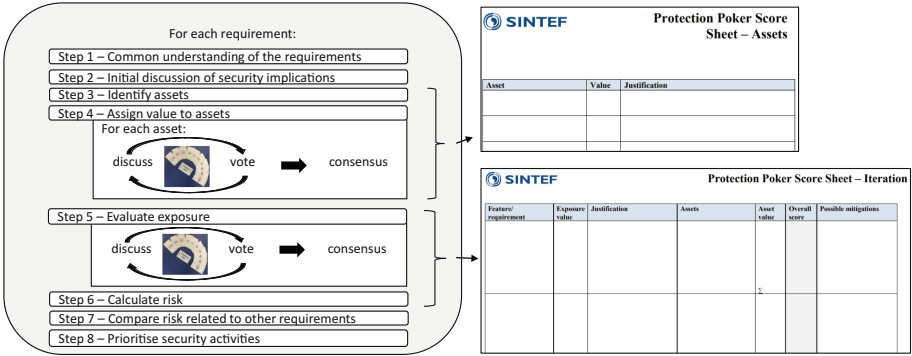 For each requirement:
Step 1 – Common understanding of the requirements
Step 2 – Initial discussion of security implications
Step 3 – Identify assets
Step 4 – Assign value to assets
For each asset:
discuss
vote
consensus
Step 5 – Evaluate exposure
discuss
vote
consensus
Step 6 – Calculate risk
Step 7 – Compare risk related to other requirements
Step 8 – Prioritise security activities
SINTEF
Protection Poker Score
Sheet – Assets
Asset Value Justification
SINTEF
Protection Poker Score Sheet – Iteration
Feature/ Exposure Justification Assets Asset Overall Possible mitigations
requirement value value score
Σ